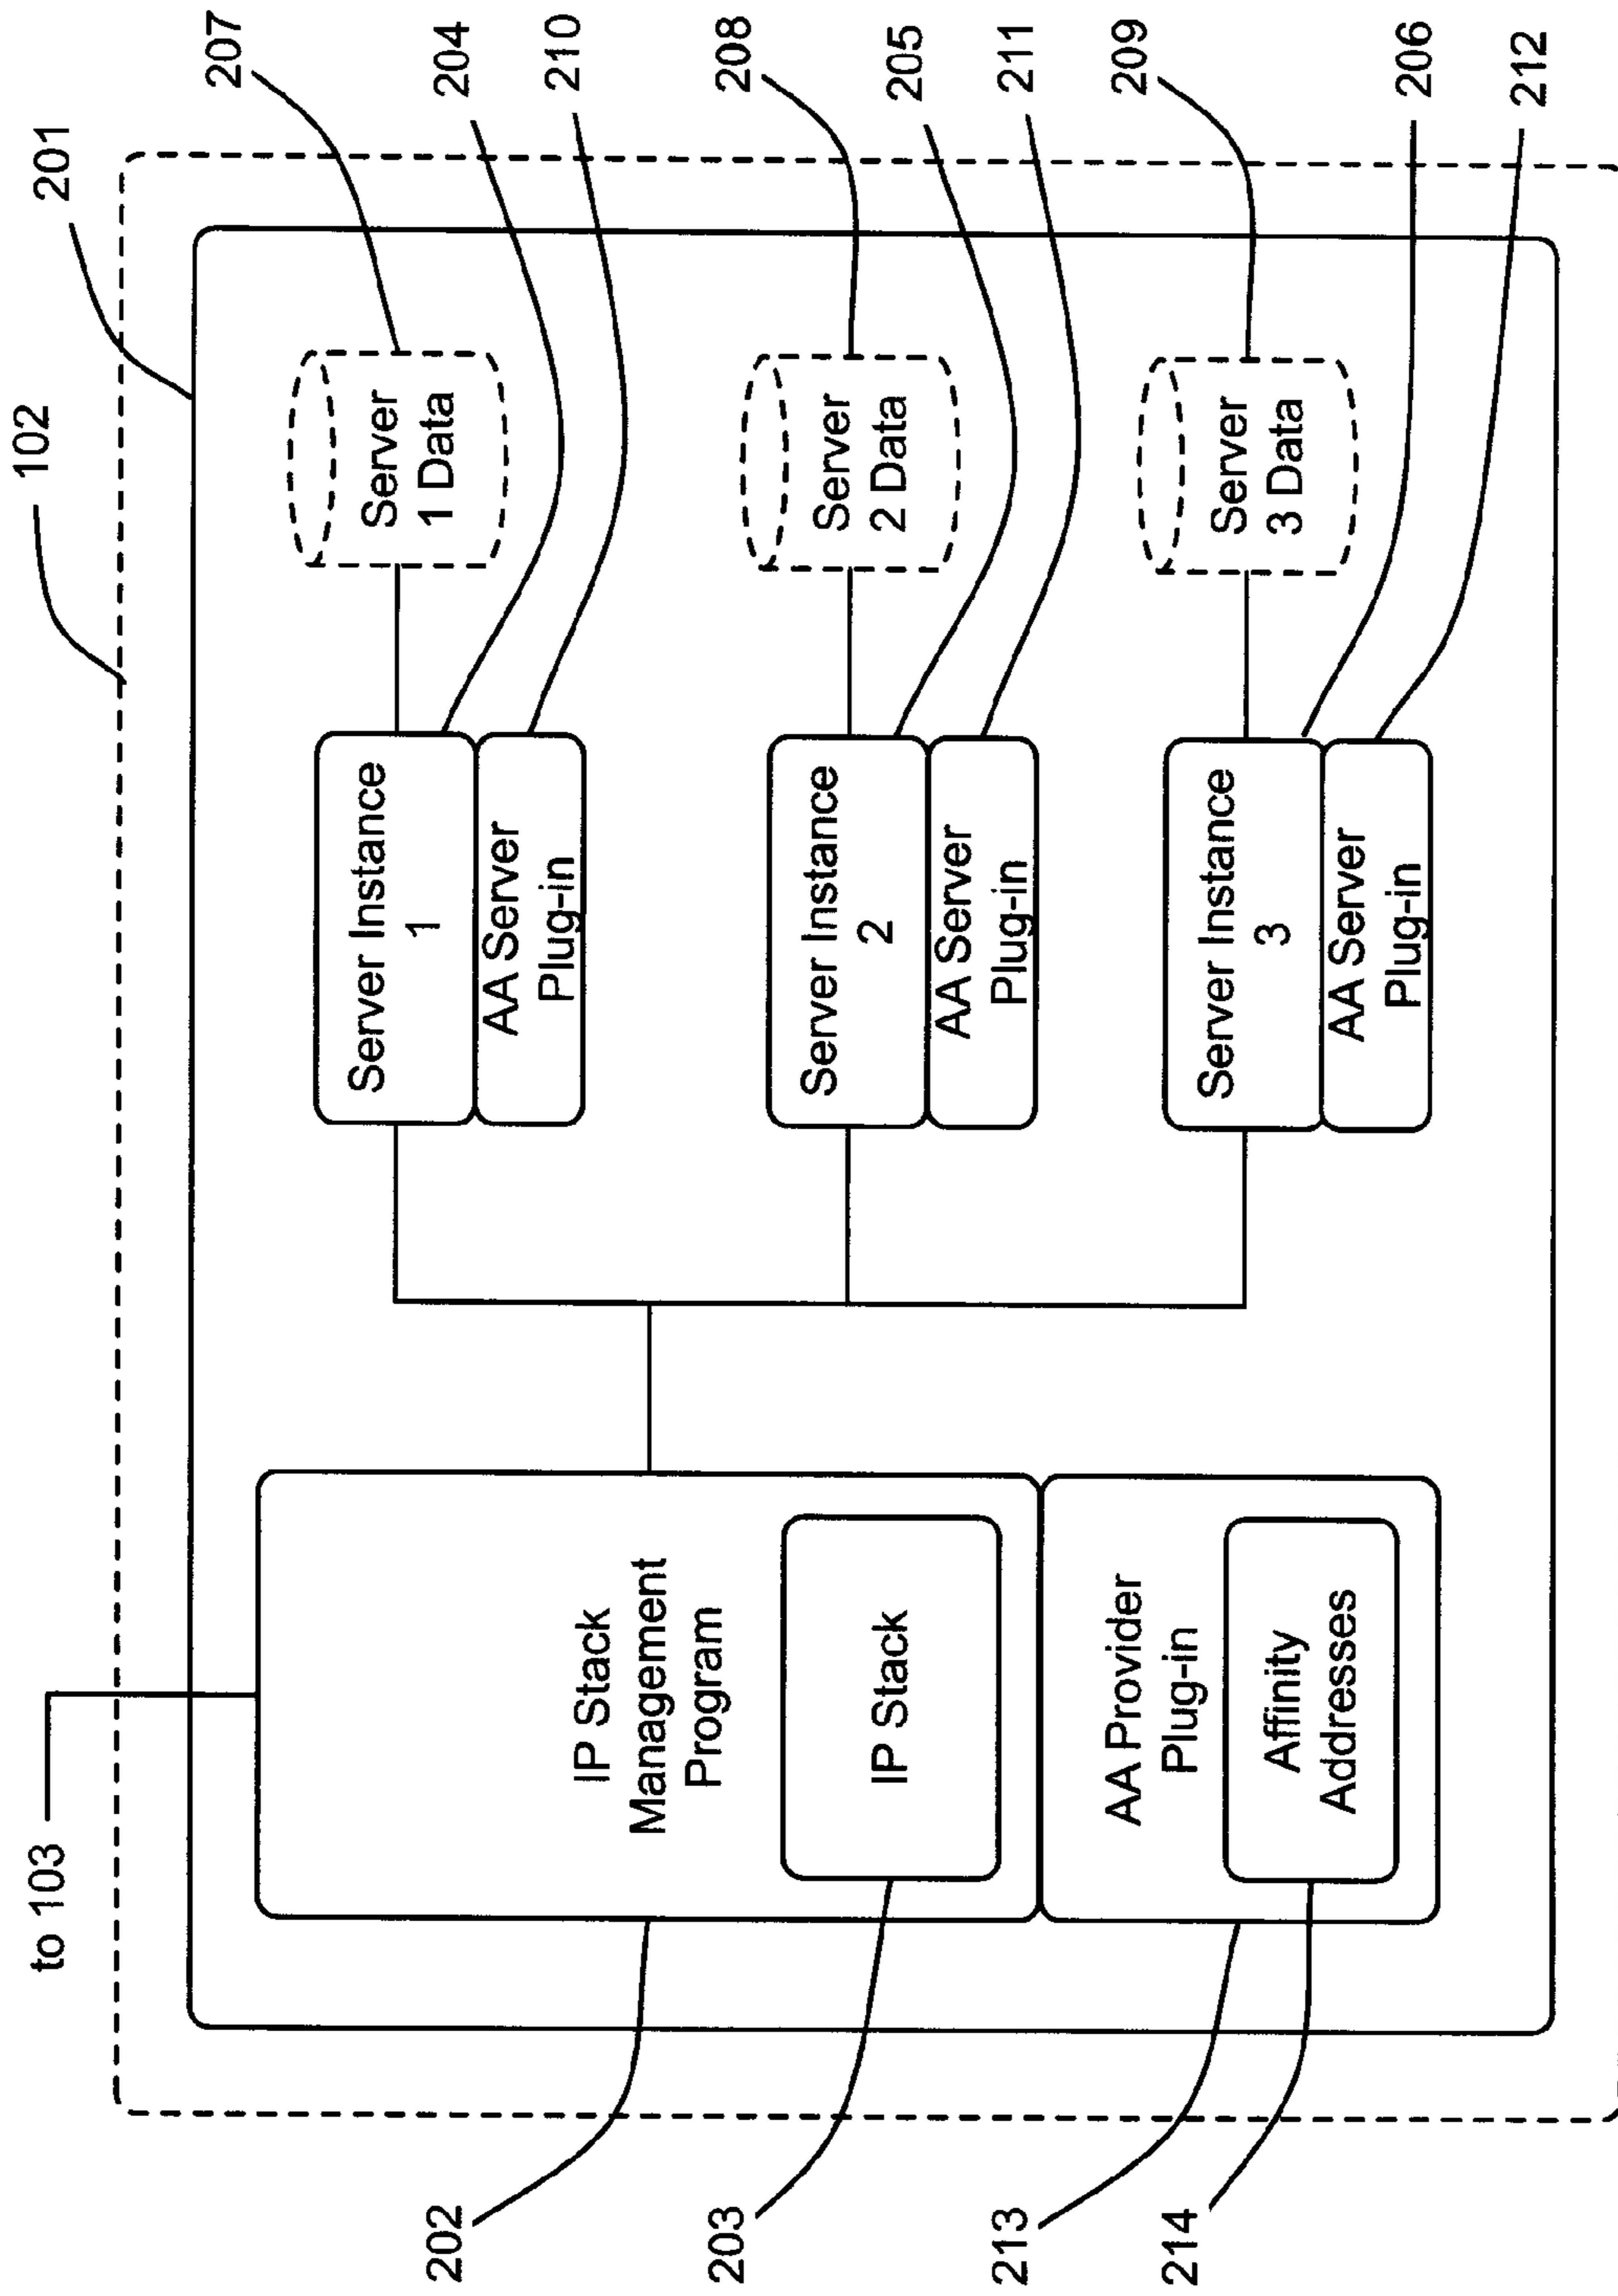 102
201
to 103
207
204
210
208
205
211
209
206
212
202
203
213
214
IP Stack
Management
Program
IP Stack
AA Provider
Plug-in
Affinity
Addresses
Server Instance
1
AA Server
Plug-in
Server
1 Data
Server Instance
2
AA Server
Plug-in
Server
2 Data
Server Instance
3
AA Server
Plug-in
Server
3 Data